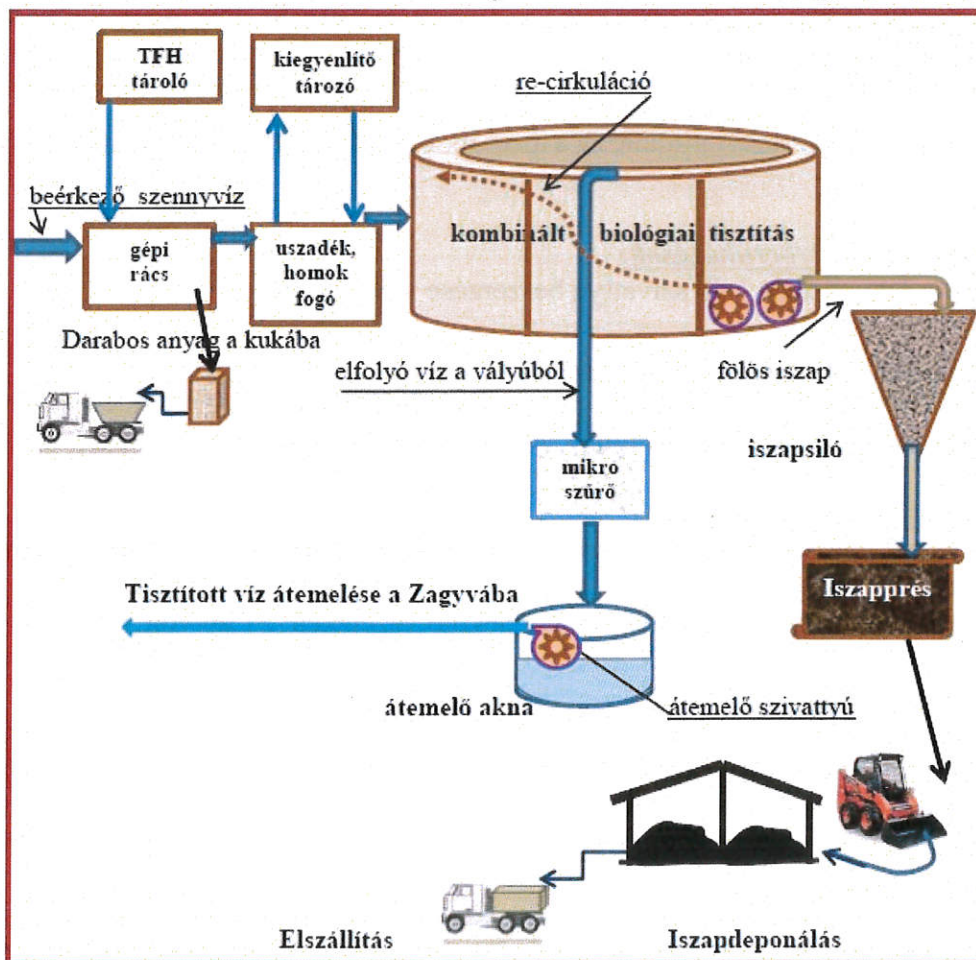 TFH
tároló
kiegyenlítő
tározó
re-cirkuláció
beérkező szennyvíz
gépi
rács
uszadék,
homok
fogó
kombinált biológiai tisztítás
Darabos anyag a kukába
elfolyó víz a vályúból
fölös iszap
iszapsiló
mikro
szűrő
Iszapprés
Tisztított víz átemelése a Zagyvába
átemelő akna
átemelő szivattyú
Elszállítás
Iszapdeponálás